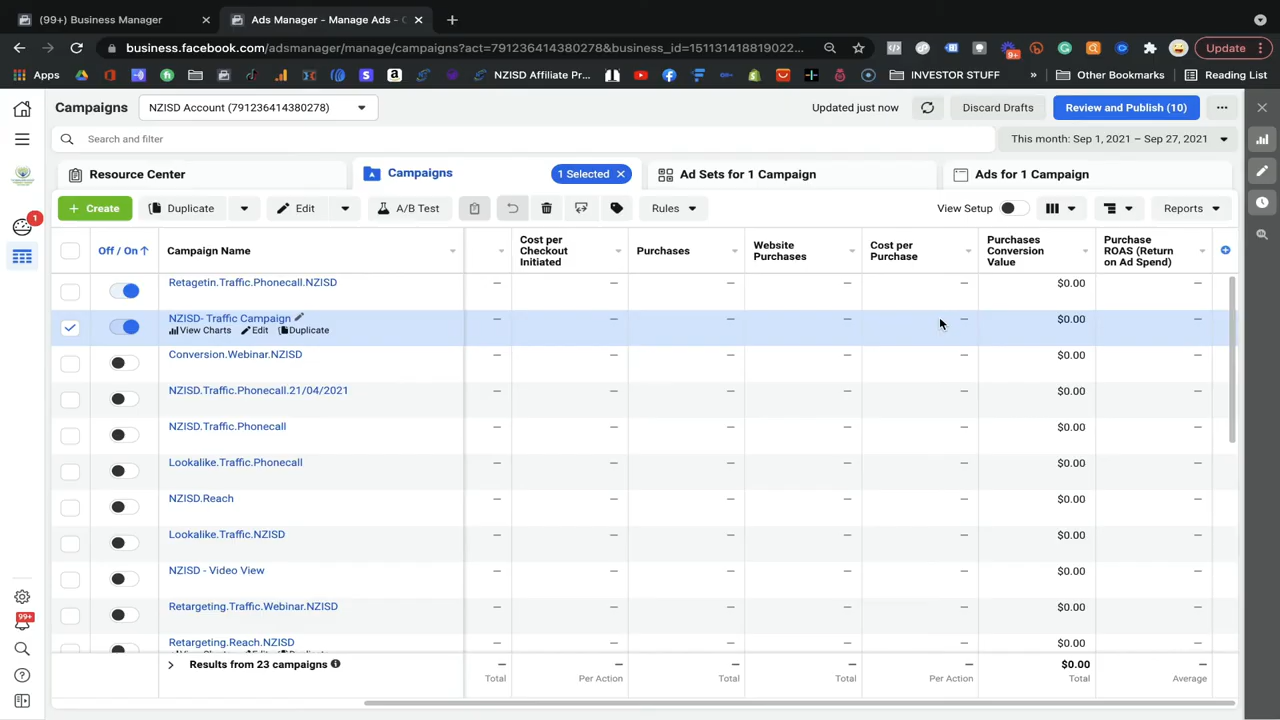 (99+) Business Manager
Ads Manager - Manage Ads -
business.facebook.com/adsmanager/manage/campaigns?act=791236414380278&business_id=151131418819022...
9+
Update
Apps
NZISD Affiliate Pr...
INVESTOR STUFF
»
Other Bookmarks
Reading List
Campaigns
NZISD Account (791236414380278)
Updated just now
Discard Drafts
Review and Publish (10)
Search and filter
This month: Sep 1, 2021 – Sep 27, 2021
Resource Center
Campaigns
1 Selected
Ad Sets for 1 Campaign
Ads for 1 Campaign
+ Create
Duplicate
Edit
A/B Test
Rules
View Setup
Reports
1
Off / On
Campaign Name
Cost per Checkout Initiated
Purchases
Website Purchases
Cost per Purchase
Purchases Conversion Value
Purchase ROAS (Return on Ad Spend)
Retagetin.Traffic.Phonecall.NZISD — — — — — $0.00 —
NZISD- Traffic Campaign — — — — — $0.00 —
View Charts Edit Duplicate
Conversion.Webinar.NZISD — — — — — $0.00 —
NZISD.Traffic.Phonecall.21/04/2021 — — — — — $0.00 —
NZISD.Traffic.Phonecall — — — — — $0.00 —
Lookalike.Traffic.Phonecall — — — — — $0.00 —
NZISD.Reach — — — — — $0.00 —
Lookalike.Traffic.NZISD — — — — — $0.00 —
NZISD - Video View — — — — — $0.00 —
Retargeting.Traffic.Webinar.NZISD — — — — — $0.00 —
Retargeting.Reach.NZISD — — — — — $0.00 —
99+
Results from 23 campaigns — — — — — $0.00 —
Total Per Action Total Total Per Action Total Average